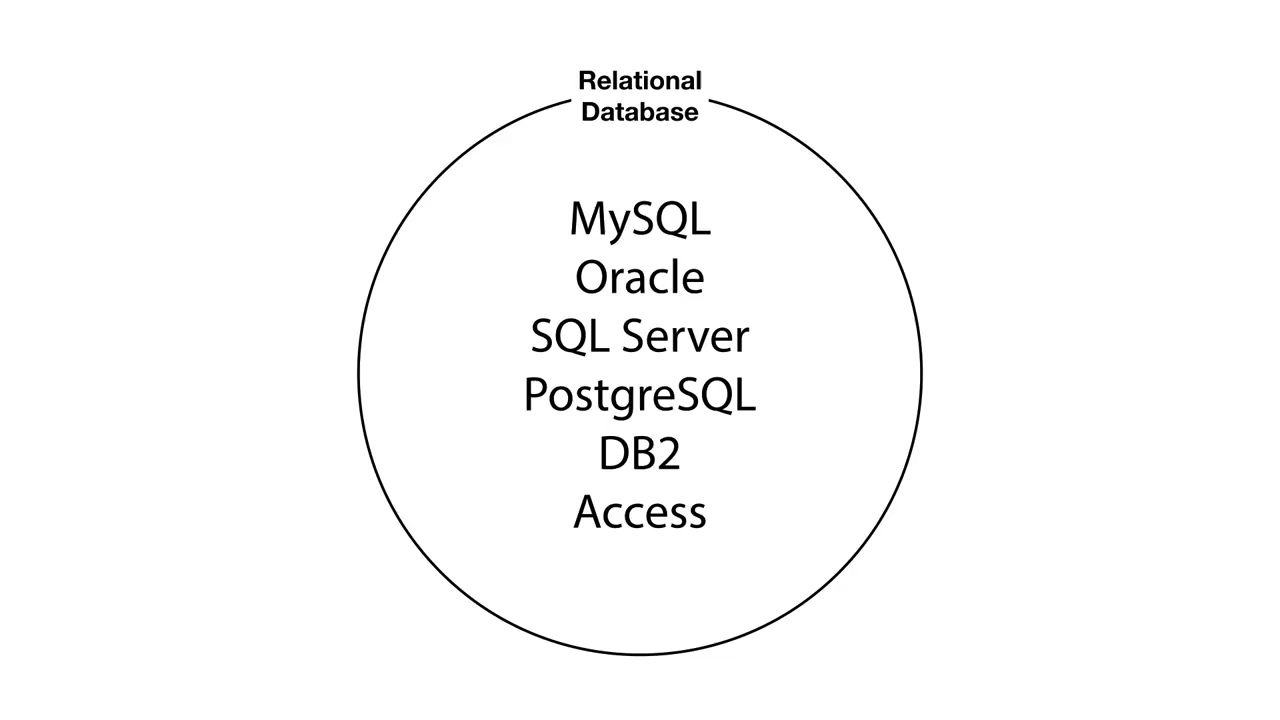 Relational
Database
MySQL
Oracle
SQL Server
PostgreSQL
DB2
Access